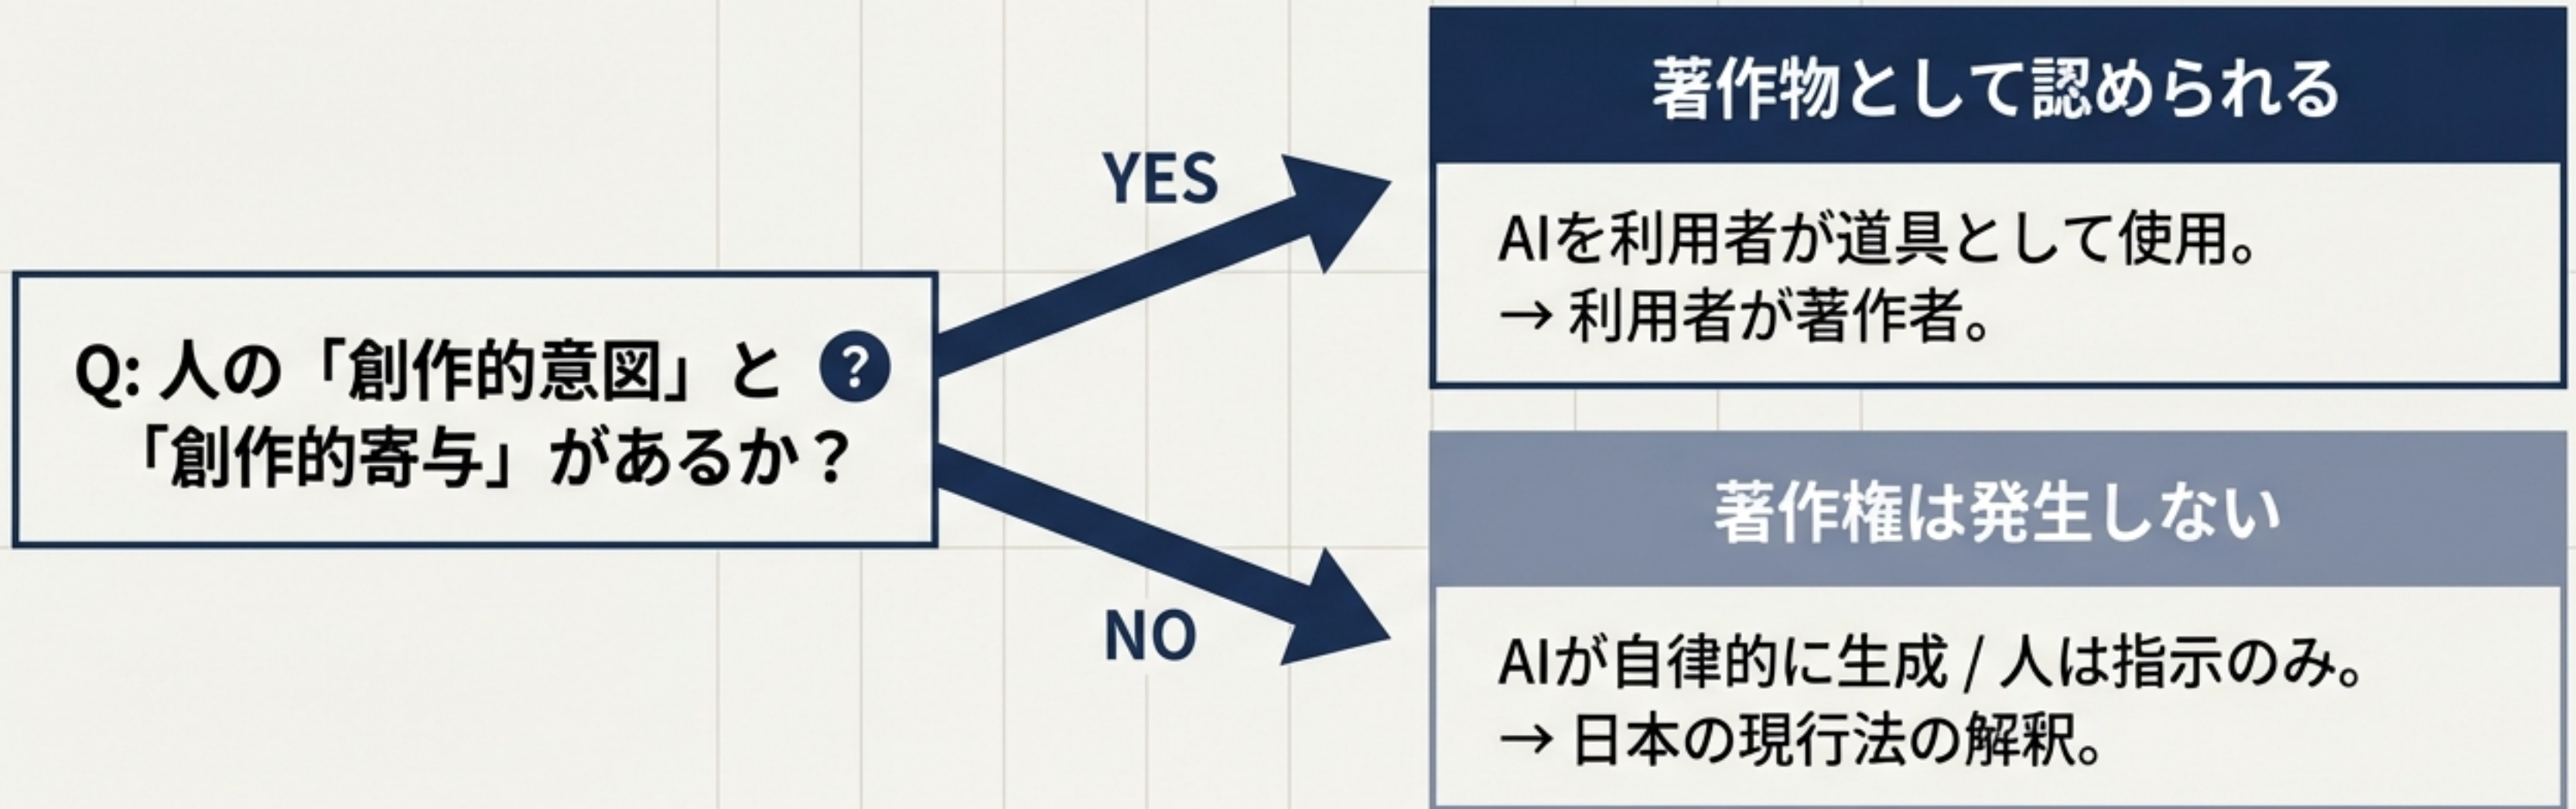 Q: 人の「創作的意図」と ?
「創作的寄与」があるか？
YES
著作物として認められる
AIを利用者が道具として使用。
→ 利用者が著作者。
NO
著作権は発生しない
AIが自律的に生成 / 人は指示のみ。
→ 日本の現行法の解釈。